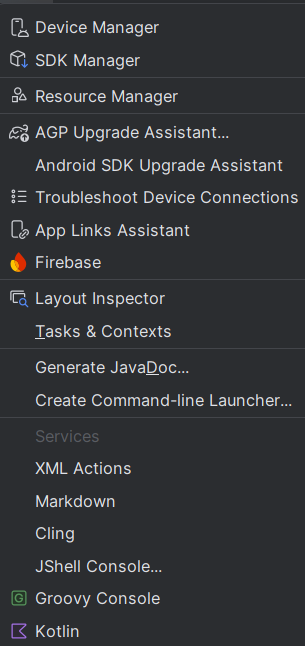 Device Manager
SDK Manager
Resource Manager
AGP Upgrade Assistant...
Android SDK Upgrade Assistant
Troubleshoot Device Connections
App Links Assistant
Firebase
Layout Inspector
Tasks & Contexts
Generate JavaDoc...
Create Command-line Launcher...
Services
XML Actions
Markdown
Cling
JShell Console...
G Groovy Console
Kotlin